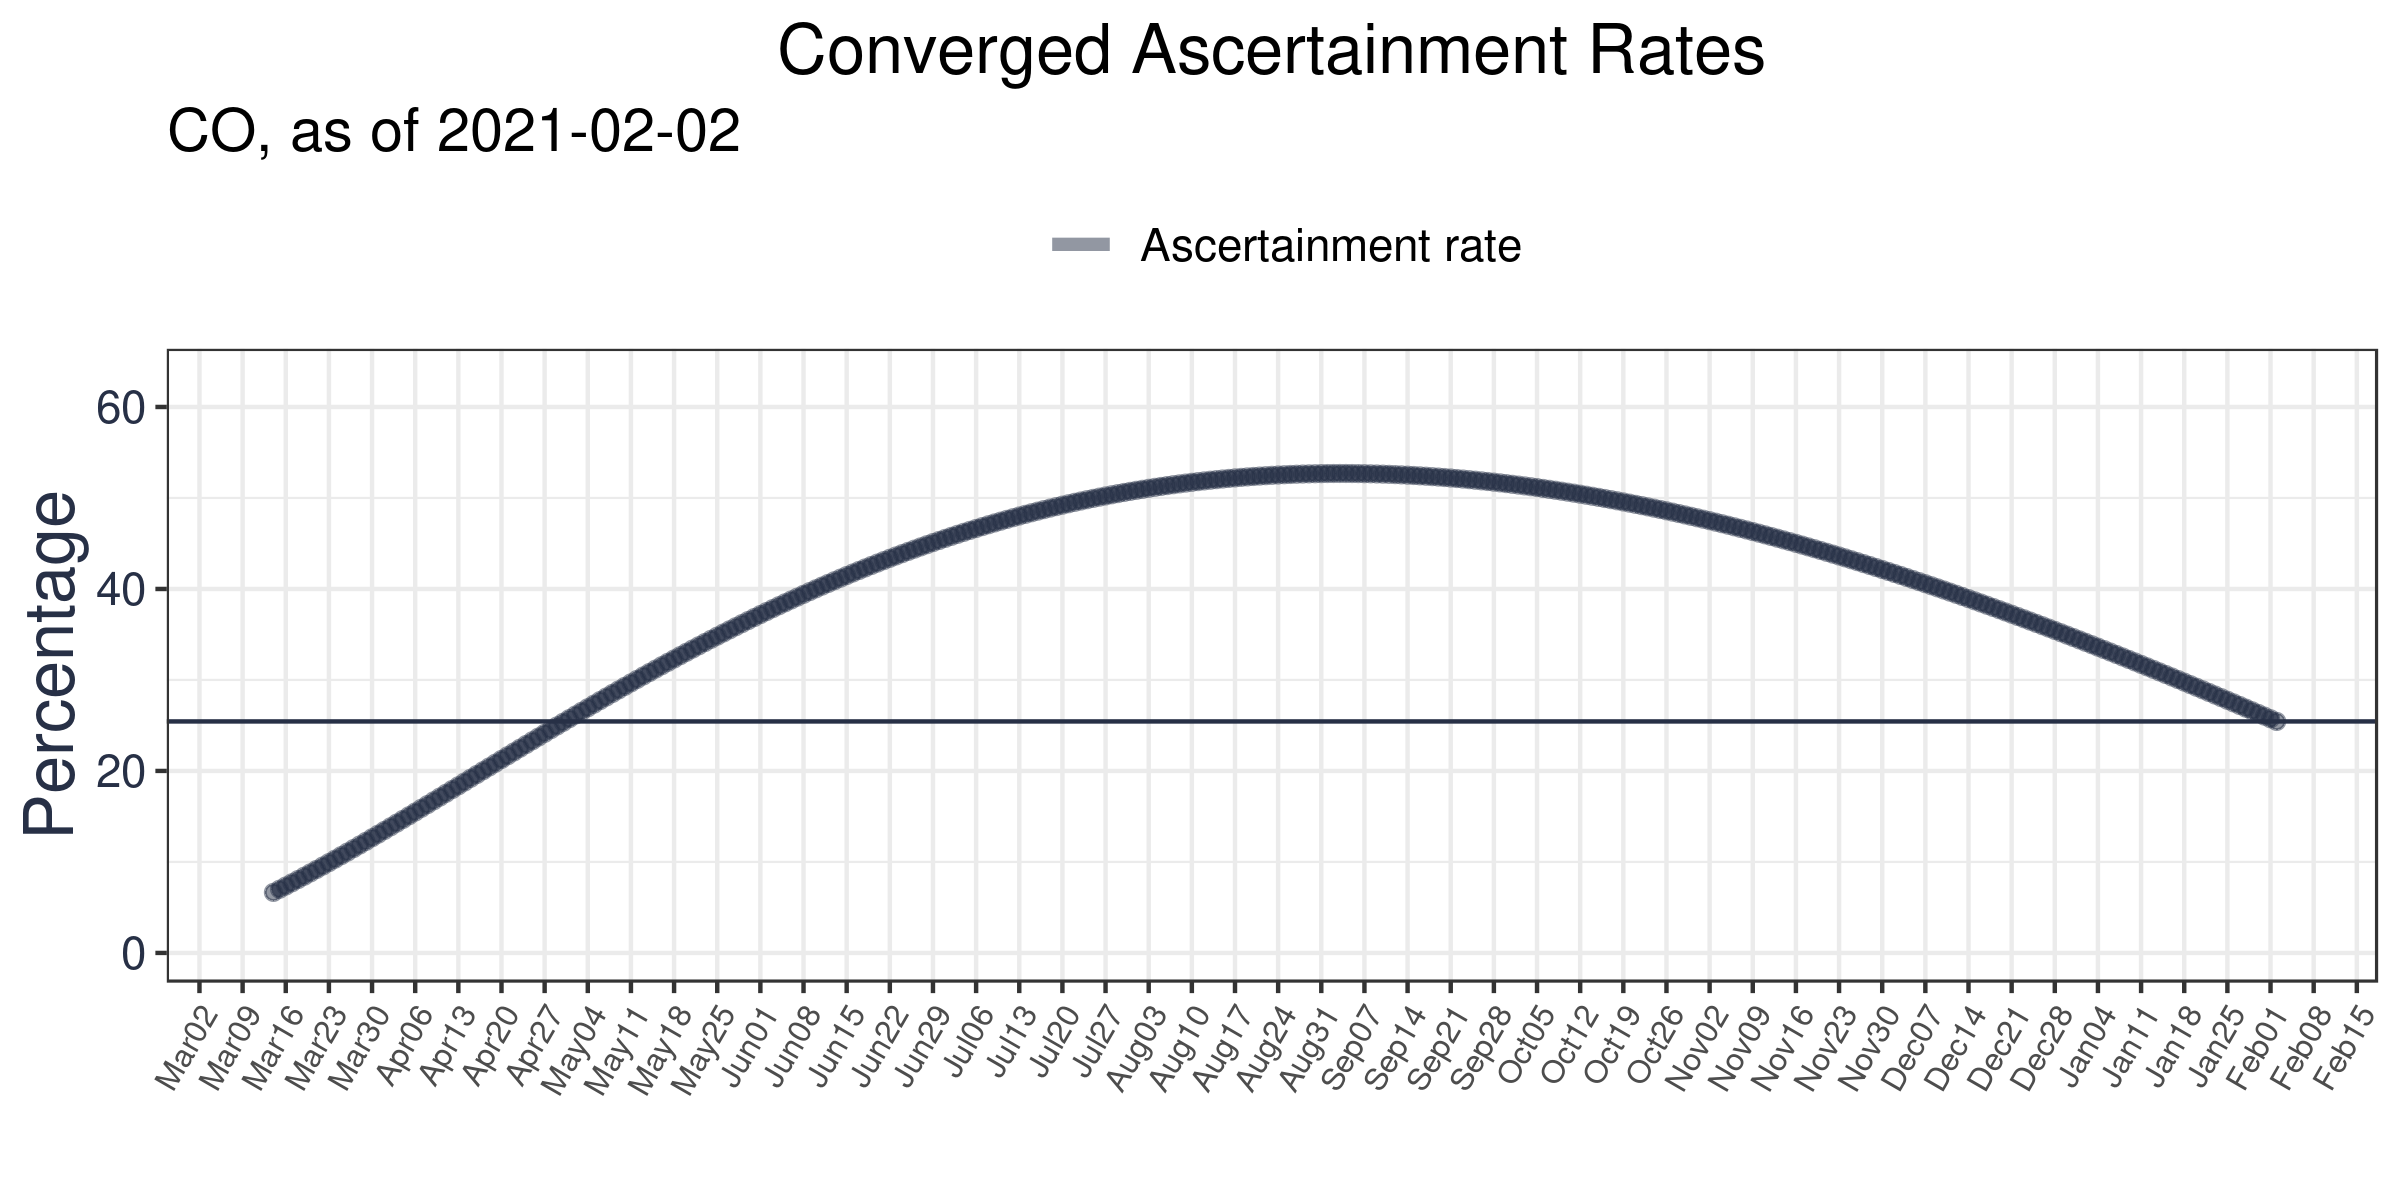 Converged Ascertainment Rates
CO, as of 2021-02-02
Ascertainment rate
Percentage
60
40
20
0
Mar02 Mar09 Mar16 Mar23 Mar30 Apr06 Apr13 Apr20 Apr27 May04 May11 May18 May25 Jun01 Jun08 Jun15 Jun22 Jun29 Jul06 Jul13 Jul20 Jul27 Aug03 Aug10 Aug17 Aug24 Aug31 Sep07 Sep14 Sep21 Sep28 Oct05 Oct12 Oct19 Oct26 Nov02 Nov09 Nov16 Nov23 Nov30 Dec07 Dec14 Dec21 Dec28 Jan04 Jan11 Jan18 Jan25 Feb01 Feb08 Feb15